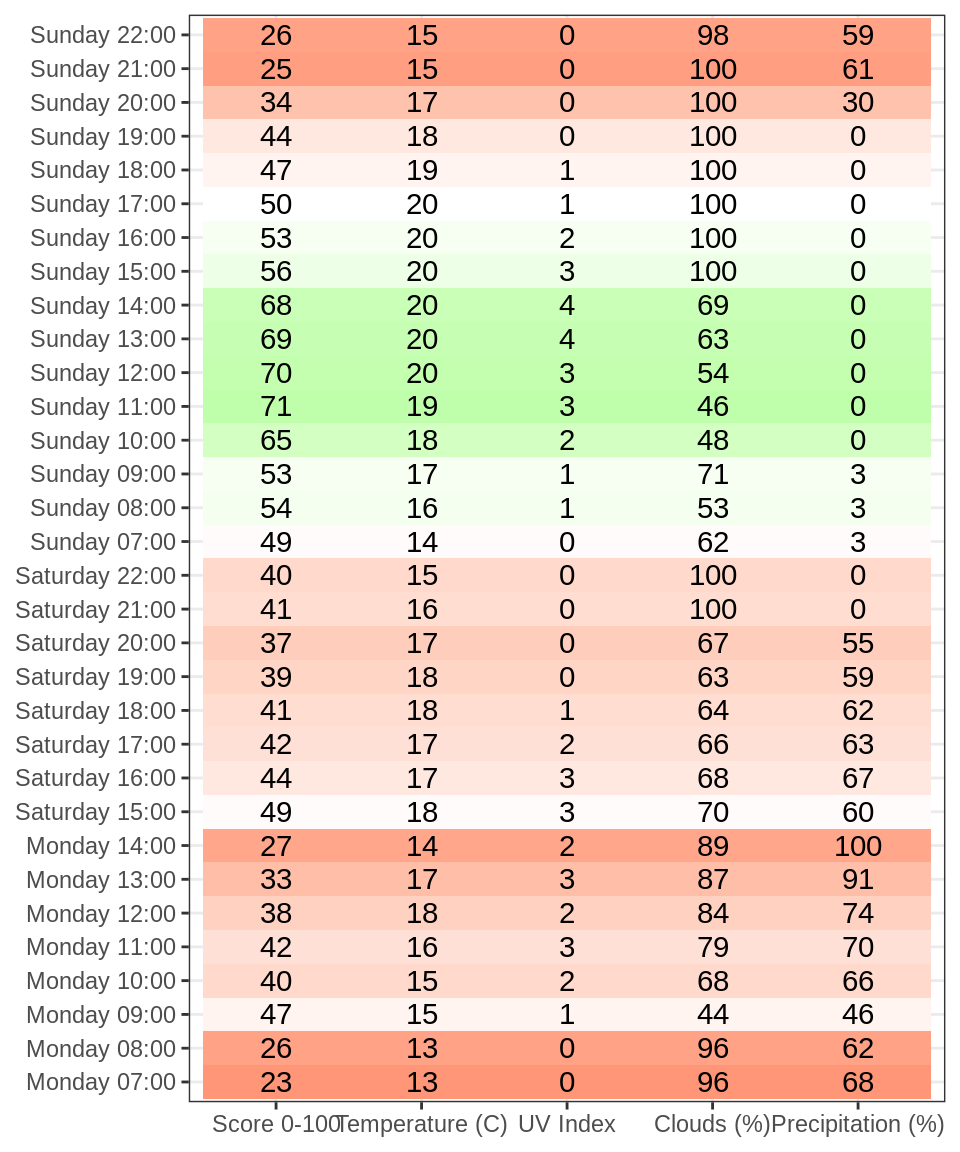 Sunday 22:00 26 15 0 98 59
Sunday 21:00 25 15 0 100 61
Sunday 20:00 34 17 0 100 30
Sunday 19:00 44 18 0 100 0
Sunday 18:00 47 19 1 100 0
Sunday 17:00 50 20 1 100 0
Sunday 16:00 53 20 2 100 0
Sunday 15:00 56 20 3 100 0
Sunday 14:00 68 20 4 69 0
Sunday 13:00 69 20 4 63 0
Sunday 12:00 70 20 3 54 0
Sunday 11:00 71 19 3 46 0
Sunday 10:00 65 18 2 48 0
Sunday 09:00 53 17 1 71 3
Sunday 08:00 54 16 1 53 3
Sunday 07:00 49 14 0 62 3
Saturday 22:00 40 15 0 100 0
Saturday 21:00 41 16 0 100 0
Saturday 20:00 37 17 0 67 55
Saturday 19:00 39 18 0 63 59
Saturday 18:00 41 18 1 64 62
Saturday 17:00 42 17 2 66 63
Saturday 16:00 44 17 3 68 67
Saturday 15:00 49 18 3 70 60
Monday 14:00 27 14 2 89 100
Monday 13:00 33 17 3 87 91
Monday 12:00 38 18 2 84 74
Monday 11:00 42 16 3 79 70
Monday 10:00 40 15 2 68 66
Monday 09:00 47 15 1 44 46
Monday 08:00 26 13 0 96 62
Monday 07:00 23 13 0 96 68
Score 0-100 Temperature (C) UV Index Clouds (%) Precipitation (%)